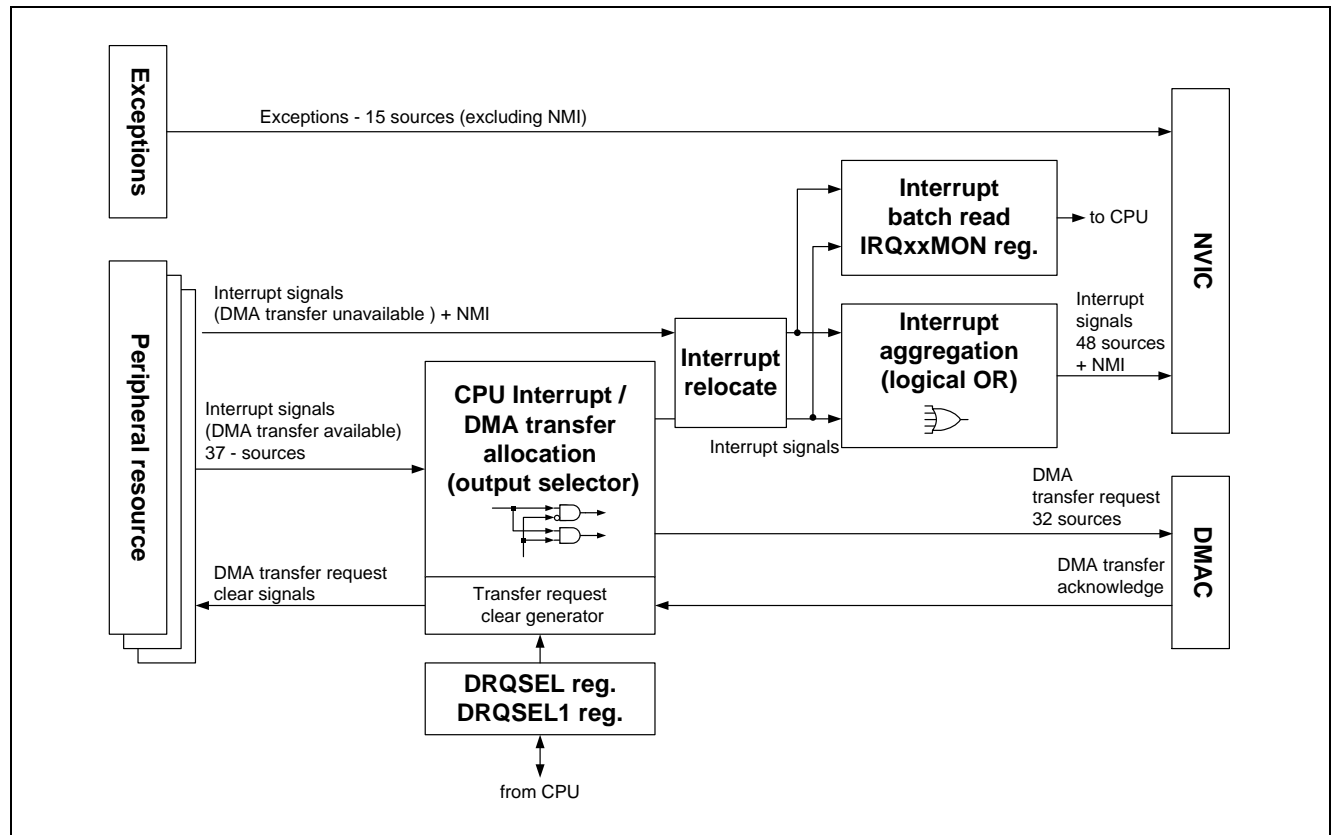 Exceptions
Exceptions - 15 sources (excluding NMI)
Interrupt
batch read
IRQxxMON reg.
to CPU
NVIC
Peripheral resource
Interrupt signals
(DMA transfer unavailable ) + NMI
Interrupt
relocate
Interrupt
aggregation
(logical OR)
Interrupt
signals
48 sources
+ NMI
Interrupt signals
(DMA transfer available)
37 - sources
CPU Interrupt /
DMA transfer
allocation
(output selector)
Interrupt signals
DMA
transfer request
32 sources
DMAC
DMA transfer request
clear signals
Transfer request
clear generator
DMA transfer
acknowledge
DRQSEL reg.
DRQSEL1 reg.
from CPU